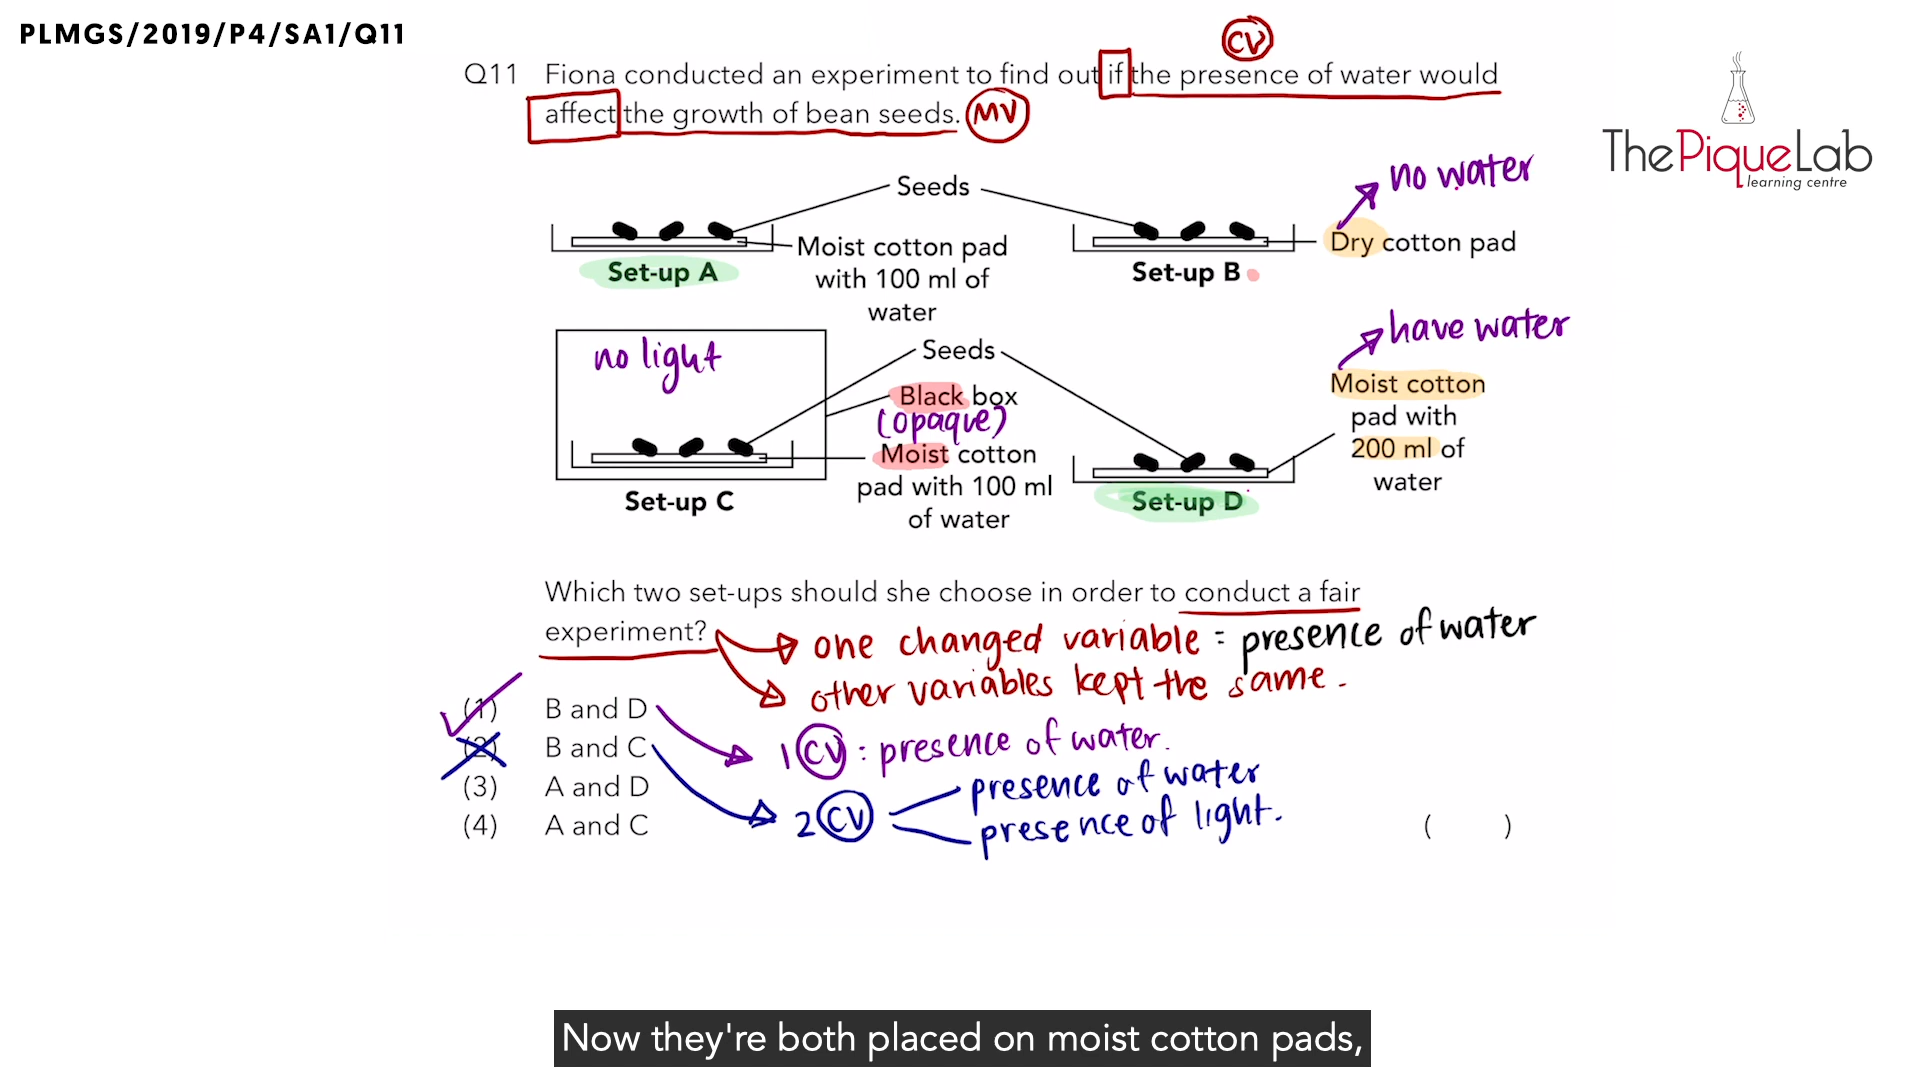 PLMGS/2019/P4/SA1/Q11
CV
Q11 Fiona conducted an experiment to find out if the presence of water would
affect the growth of bean seeds. MV
ThePiqueLab
learning centre
no water
Seeds
Dry cotton pad
Moist cotton pad
with 100 ml of
water
Set-up A
Set-up B
have water
no light
Seeds
Black box
(opaque)
Moist cotton
pad with 100 ml
of water
Moist cotton
pad with
200 ml of
water
Set-up C
Set-up D
Which two set-ups should she choose in order to conduct a fair
experiment?
one changed variable = presence of water
other variables kept the same.
(1) B and D
1 CV : presence of water.
(2) B and C
2 CV
presence of water
presence of light.
(3) A and D
(4) A and C
( )
Now they're both placed on moist cotton pads,